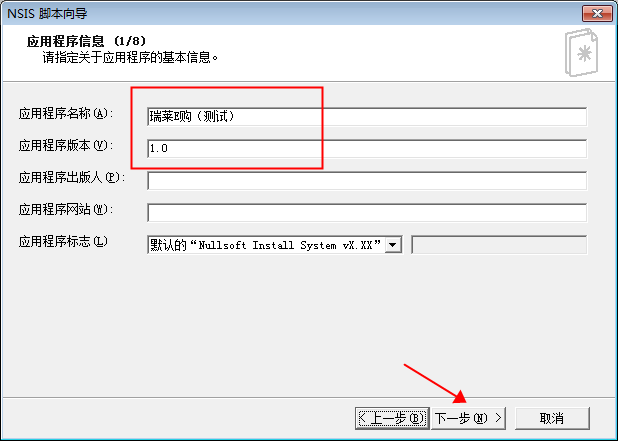 NSIS 脚本向导
应用程序信息 (1/8)
请指定关于应用程序的基本信息。
应用程序名称(A):
瑞莱E购（测试）
应用程序版本(V):
1.0
应用程序出版人(P):
应用程序网站(W):
应用程序标志(L)
默认的“Nullsoft Install System vX.XX”
< 上一步(B)
下一步(N) >
取消